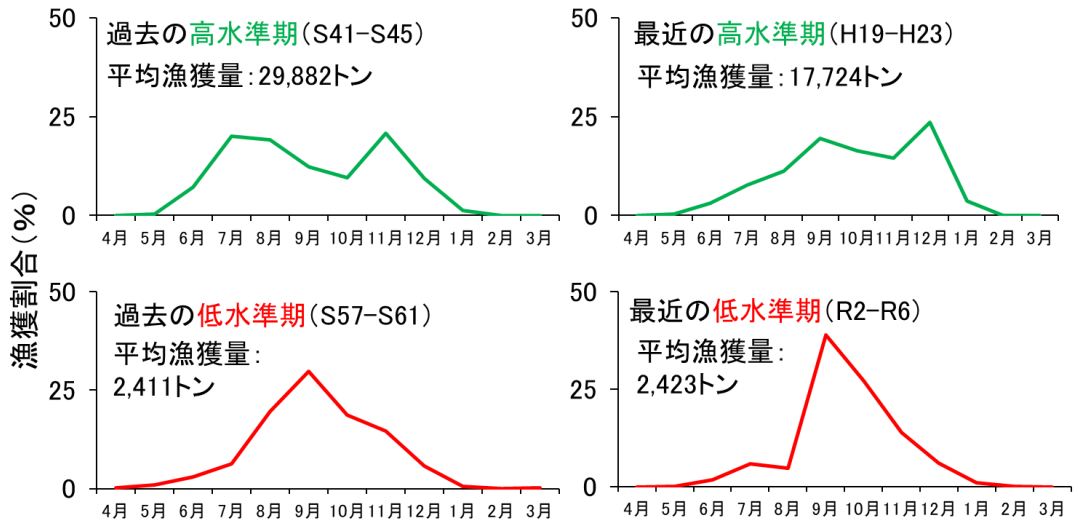 漁獲割合(%)
50
25
0
過去の高水準期(S41-S45)
平均漁獲量:29,882トン
4月 5月 6月 7月 8月 9月 10月 11月 12月 1月 2月 3月
50
25
0
最近の高水準期(H19-H23)
平均漁獲量:17,724トン
4月 5月 6月 7月 8月 9月 10月 11月 12月 1月 2月 3月
50
25
0
過去の低水準期(S57-S61)
平均漁獲量:
2,411トン
4月 5月 6月 7月 8月 9月 10月 11月 12月 1月 2月 3月
50
25
0
最近の低水準期(R2-R6)
平均漁獲量:
2,423トン
4月 5月 6月 7月 8月 9月 10月 11月 12月 1月 2月 3月